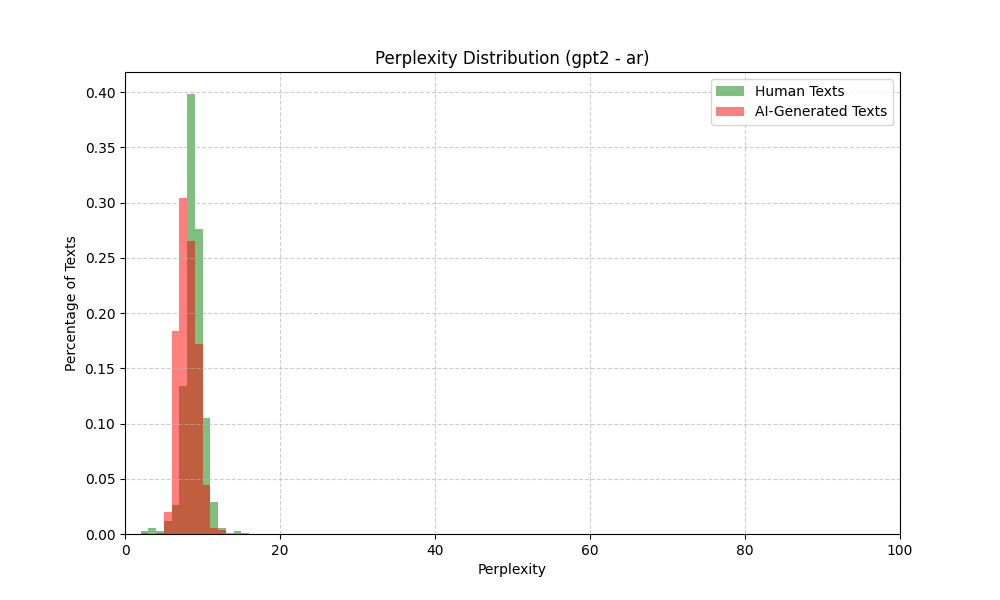 Perplexity Distribution (gpt2 - ar)
Human Texts
AI-Generated Texts
Percentage of Texts
0.40
0.35
0.30
0.25
0.20
0.15
0.10
0.05
0.00
0 20 40 60 80 100
Perplexity